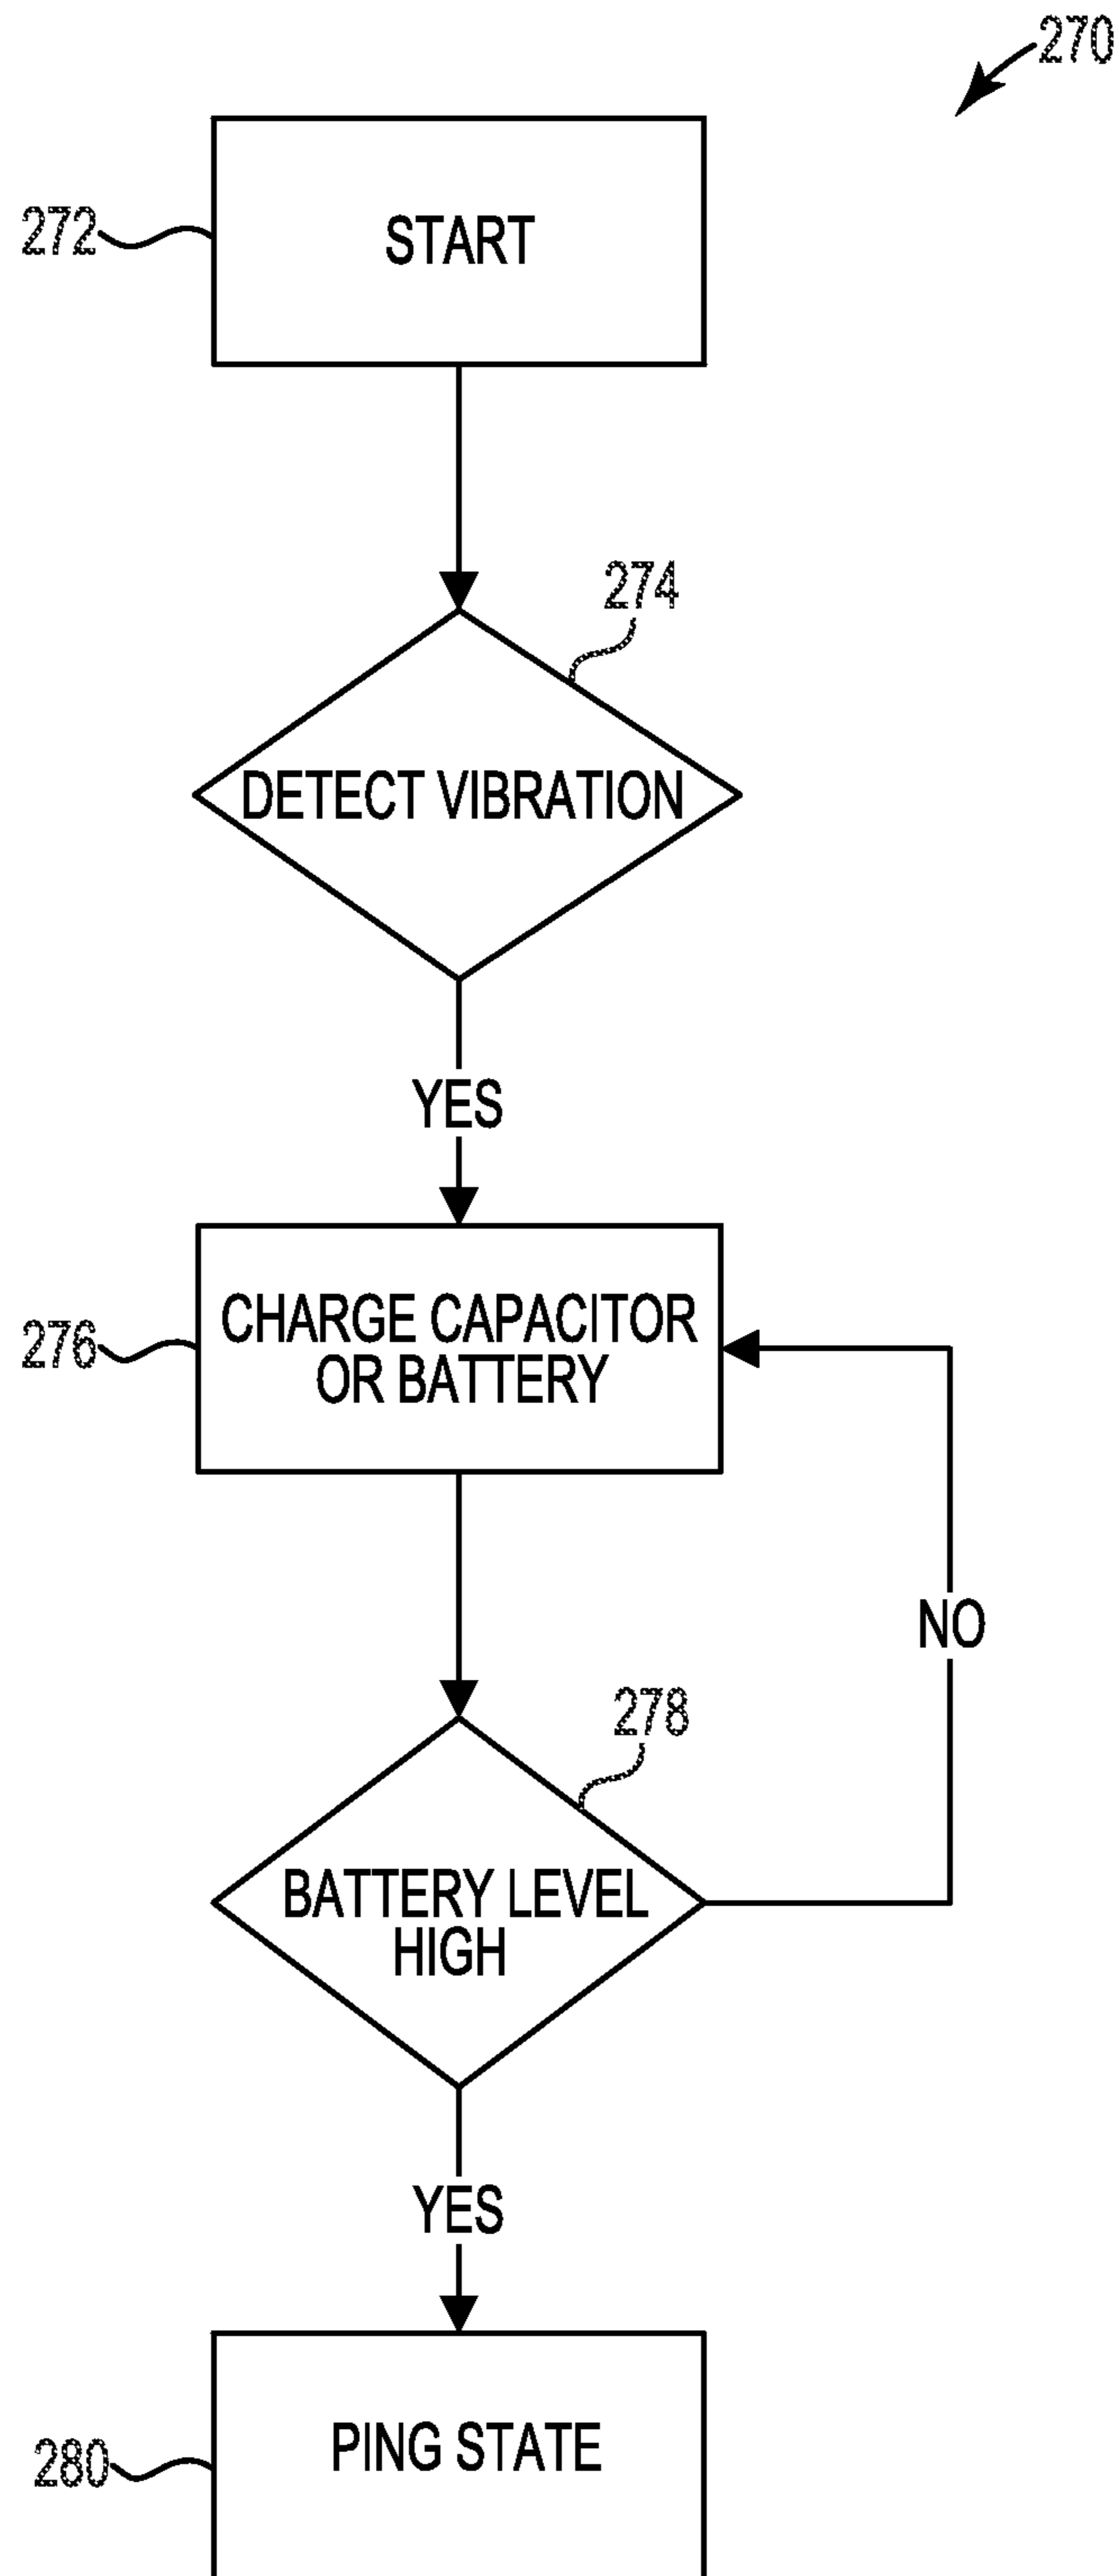 270
272
START
274
DETECT VIBRATION
YES
276
CHARGE CAPACITOR
OR BATTERY
NO
278
BATTERY LEVEL
HIGH
YES
280
PING STATE